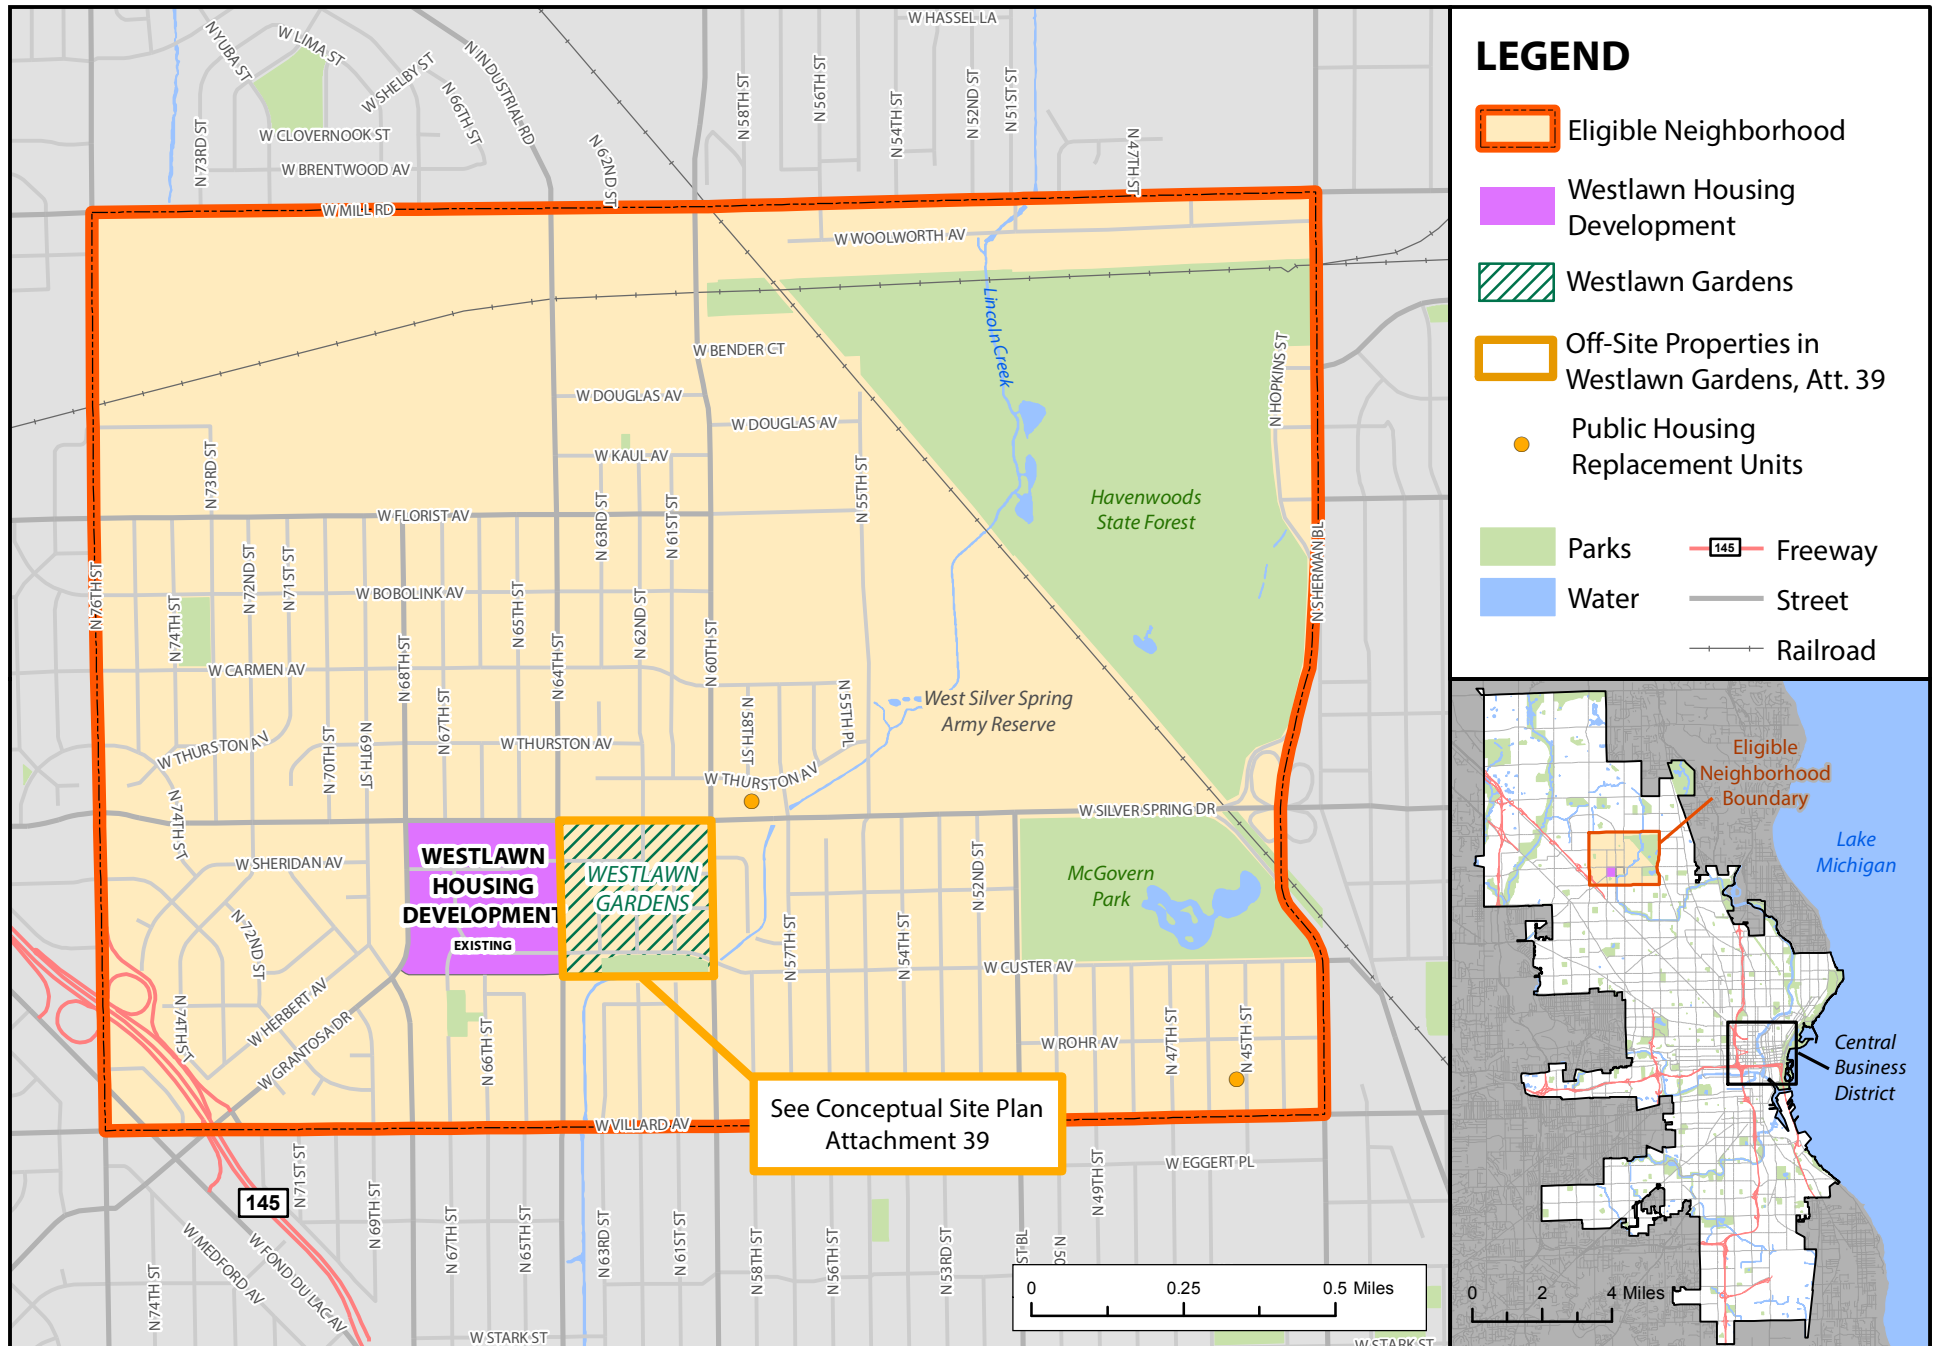 W HASSEL LA
N YUBA ST
W LIMA ST
W SHELBY ST
N INDUSTRIAL RD
N 66TH ST
N 73RD ST
W CLOVERNOOK ST
W BRENTWOOD AV
N 62ND ST
N 58TH ST
N 56TH ST
N 54TH ST
N 52ND ST
N 51ST ST
N 47TH ST
W MILL RD
W WOOLWORTH AV
Lincoln Creek
W BENDER CT
N HOPKINS ST
W DOUGLAS AV
W DOUGLAS AV
W KAUL AV
N 73RD ST
N 55TH ST
Havenwoods
State Forest
W FLORIST AV
N 63RD ST
N 61ST ST
N 76TH ST
N 72ND ST
N 71ST ST
N SHERMAN BL
W BOBOLINK AV
N 74TH ST
N 65TH ST
N 62ND ST
N 68TH ST
N 64TH ST
N 60TH ST
W CARMEN AV
N 67TH ST
N 58TH ST
N 55TH PL
West Silver Spring
Army Reserve
W THURSTON AV
N 70TH ST
N 69TH ST
W THURSTON AV
W THURSTON AV
N 74TH ST
W SILVER SPRING DR
W SHERIDAN AV
WESTLAWN
HOUSING
DEVELOPMENT
EXISTING
WESTLAWN
GARDENS
N 52ND ST
McGovern
Park
N 72ND ST
N 57TH ST
N 54TH ST
W CUSTER AV
W HERBERT AV
N 74TH ST
W GRANTOSA DR
N 66TH ST
W ROHR AV
N 47TH ST
N 45TH ST
W VILLARD AV
See Conceptual Site Plan
Attachment 39
145
N 71ST ST
N 69TH ST
N 67TH ST
N 65TH ST
N 63RD ST
N 61ST ST
N 58TH ST
N 56TH ST
N 53RD ST
N 49TH ST
W EGGERT PL
ST BL
N 50
W MEDFORD AV
W FOND DU LAC AV
N 74TH ST
W STARK ST
W STARK ST
0 0.25 0.5 Miles
LEGEND
Eligible Neighborhood
Westlawn Housing
Development
Westlawn Gardens
Off-Site Properties in
Westlawn Gardens, Att. 39
Public Housing
Replacement Units
Parks
145 Freeway
Water
Street
Railroad
Eligible
Neighborhood
Boundary
Lake
Michigan
Central
Business
District
0 2 4 Miles